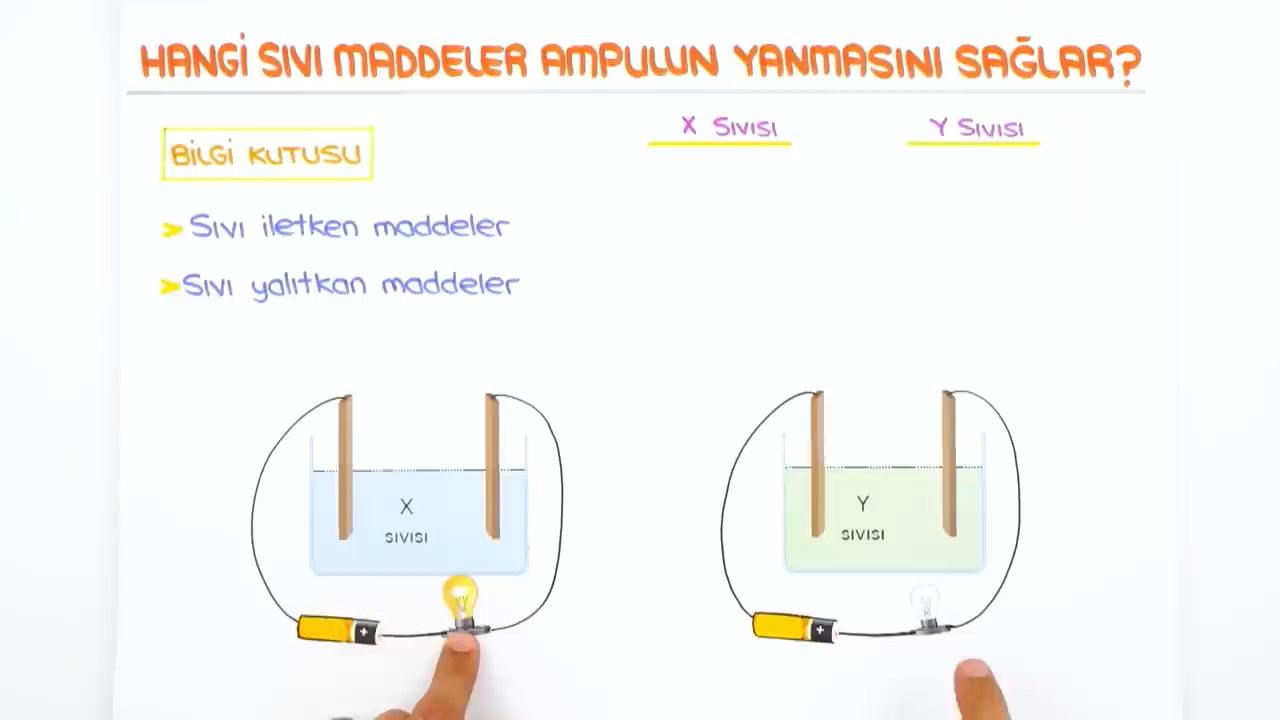 HANGİ SIVI MADDELER AMPULUN YANMASINI SAĞLAR?
BİLGİ KUTUSU
X SIVISI
Y SIVISI
> Sıvı iletken maddeler
> Sıvı yalıtkan maddeler
X
SIVISI
Y
SIVISI
+
+